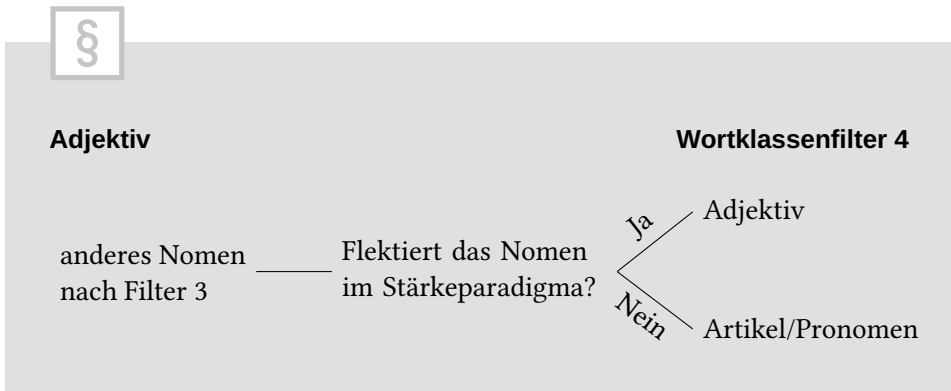 §
Adjektiv
Wortklassenfilter 4
anderes Nomen
nach Filter 3
Flektiert das Nomen
im Stärkeparadigma?
Ja
Adjektiv
Nein
Artikel/Pronomen